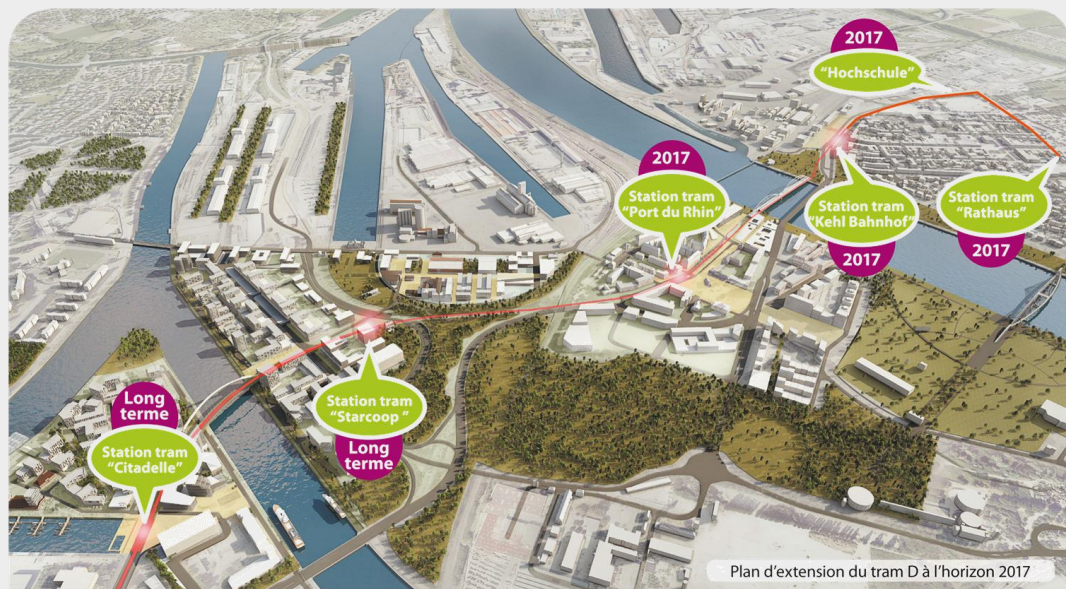 2017
“Hochschule”
2017
Station tram
“Port du Rhin”
Station tram
“Kehl Bahnhof”
2017
Station tram
“Rathaus”
2017
Station tram
“Starcoop ”
Long
terme
Long
terme
Station tram
“Citadelle”
Plan d’extension du tram D à l’horizon 2017